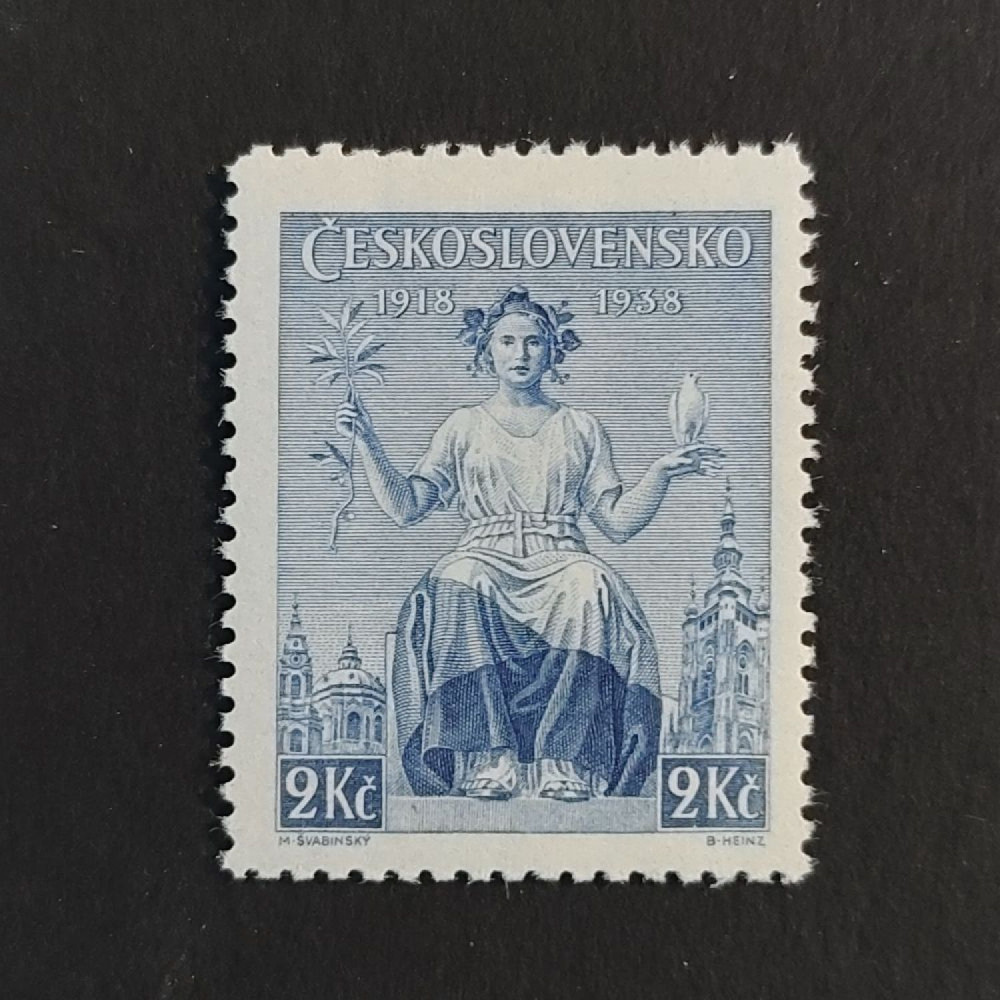 ČESKOSLOVENSKO
1918 1938
2Kč 2Kč
M·ŠVABINSKÝ B·HEINZ